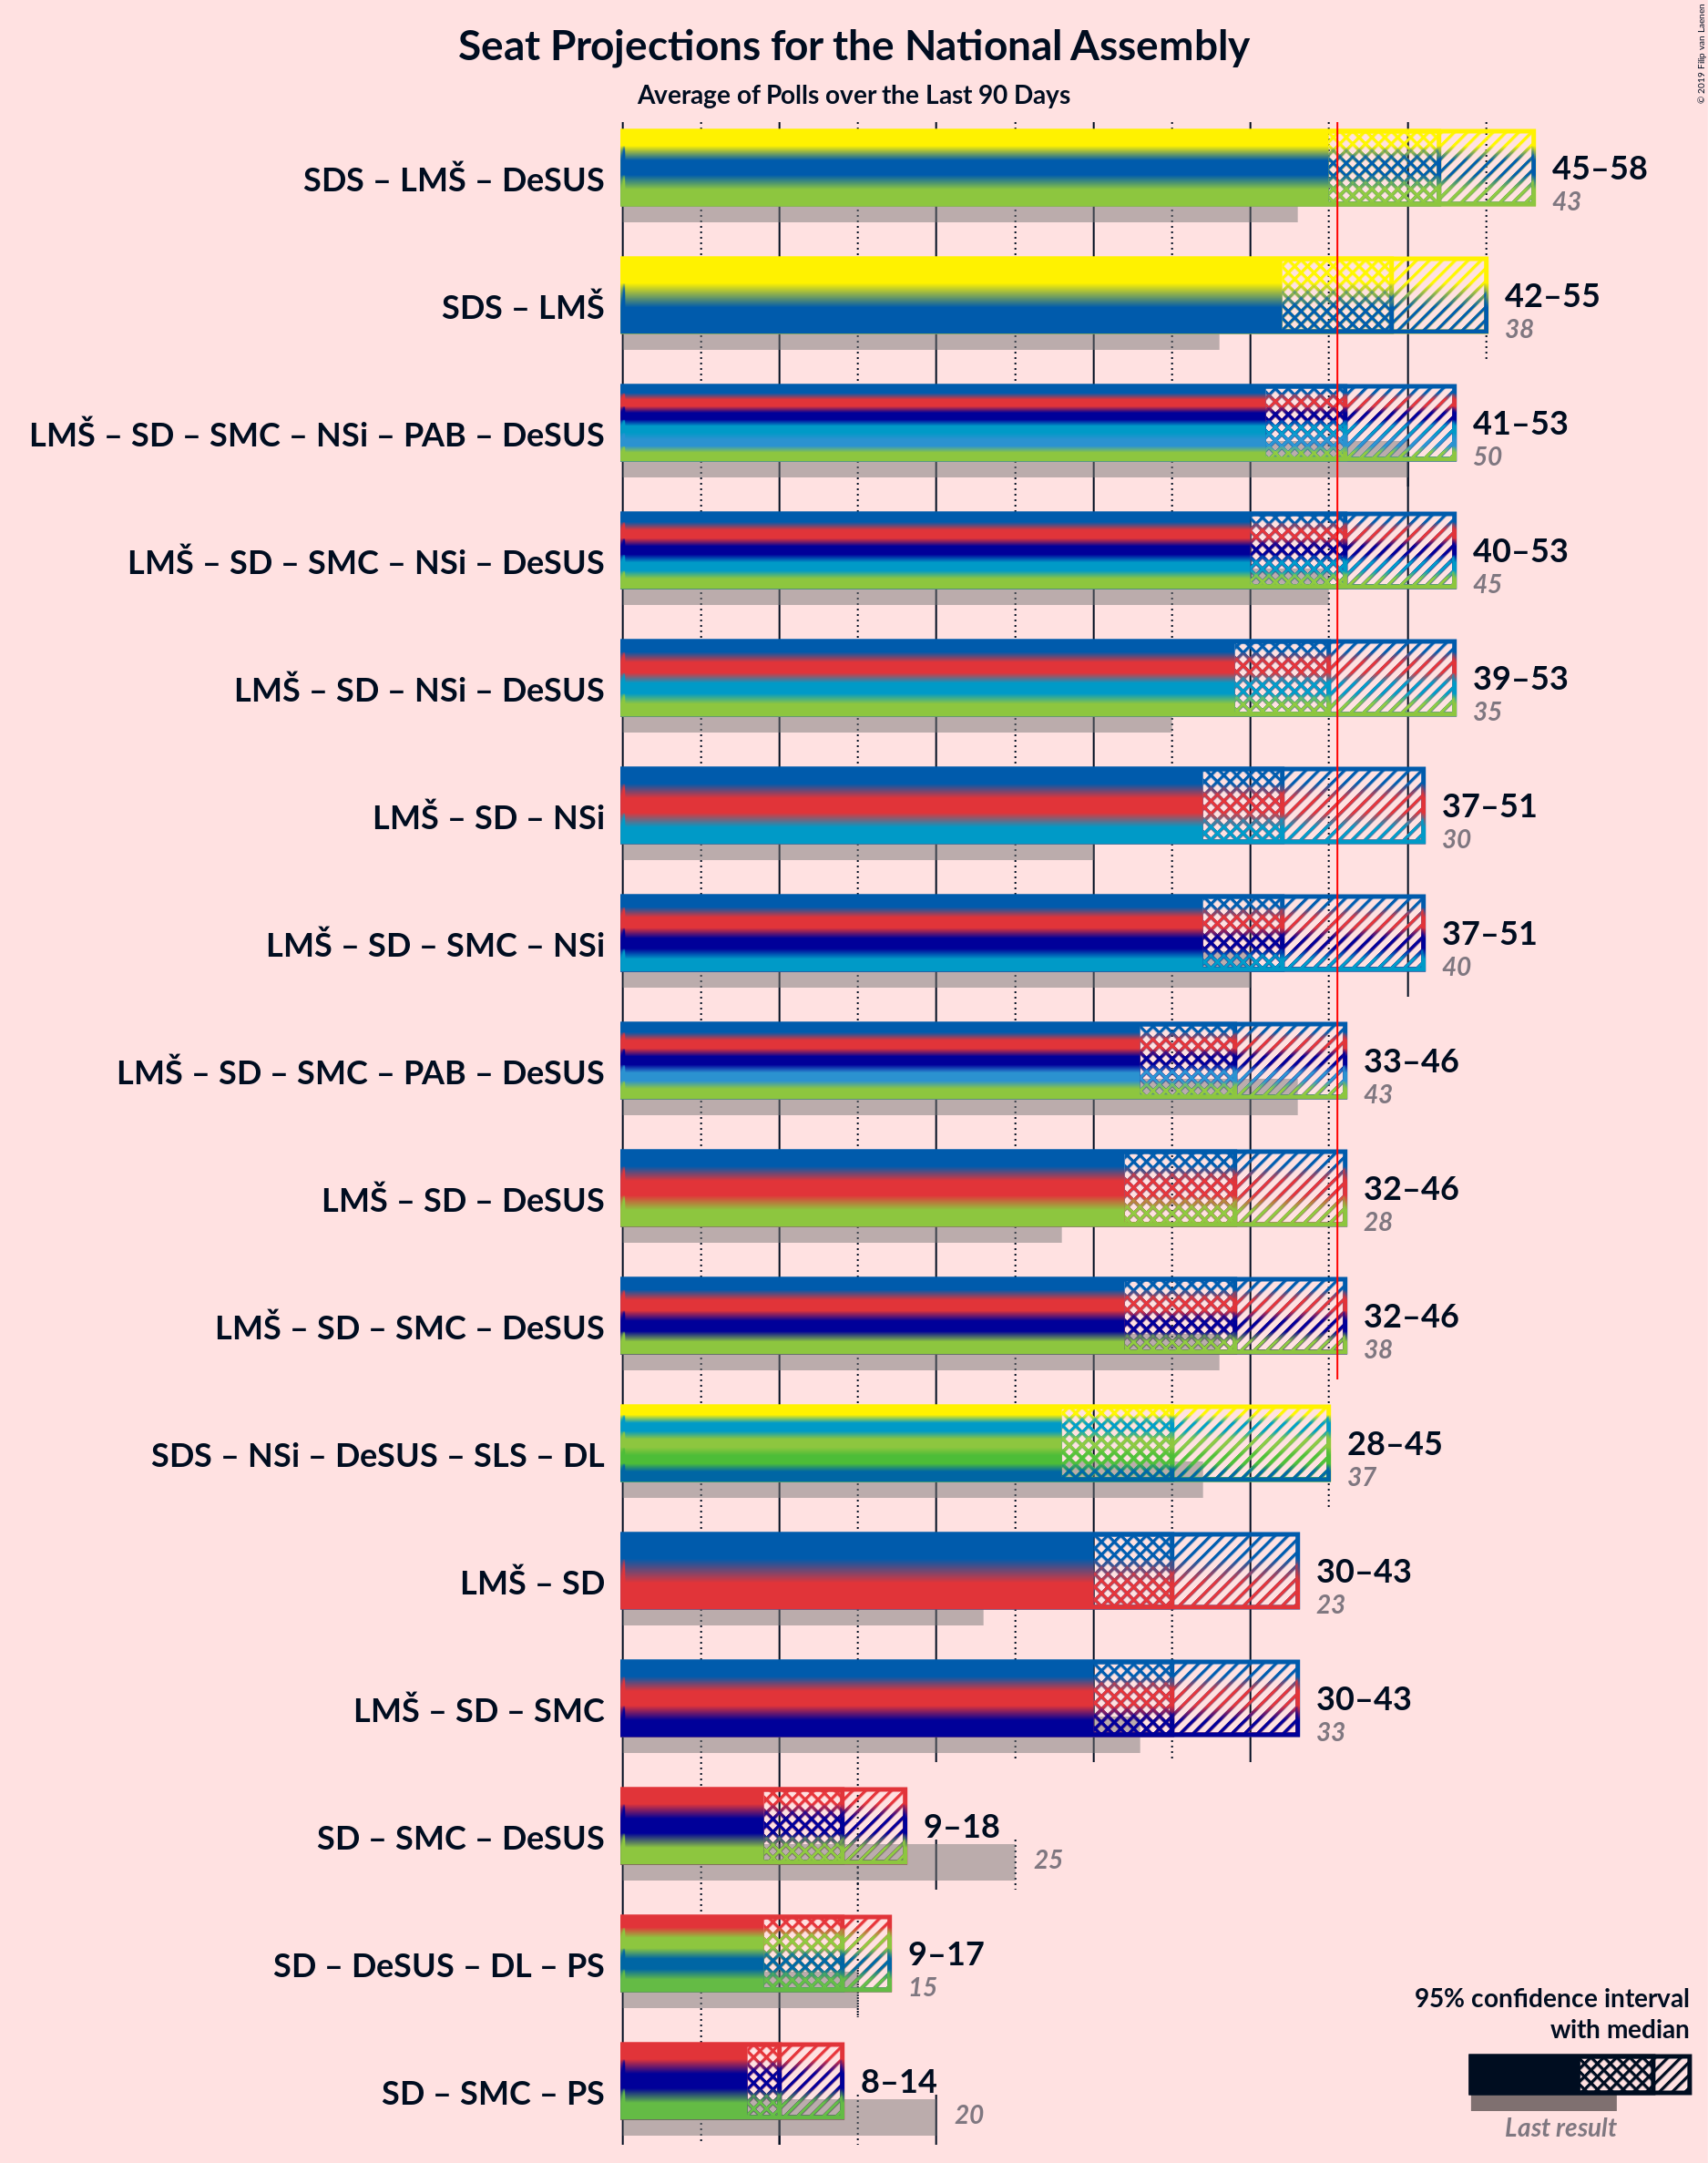 Seat Projections for the National Assembly
Average of Polls over the Last 90 Days
© 2019 Filip van Laenen
SDS – LMŠ – DeSUS
45–58
43
SDS – LMŠ
42–55
38
LMŠ – SD – SMC – NSi – PAB – DeSUS
41–53
50
LMŠ – SD – SMC – NSi – DeSUS
40–53
45
LMŠ – SD – NSi – DeSUS
39–53
35
LMŠ – SD – NSi
37–51
30
LMŠ – SD – SMC – NSi
37–51
40
LMŠ – SD – SMC – PAB – DeSUS
33–46
43
LMŠ – SD – DeSUS
32–46
28
LMŠ – SD – SMC – DeSUS
32–46
38
SDS – NSi – DeSUS – SLS – DL
28–45
37
LMŠ – SD
30–43
23
LMŠ – SD – SMC
30–43
33
SD – SMC – DeSUS
9–18
25
SD – DeSUS – DL – PS
9–17
15
SD – SMC – PS
8–14
20
95% confidence interval
with median
Last result